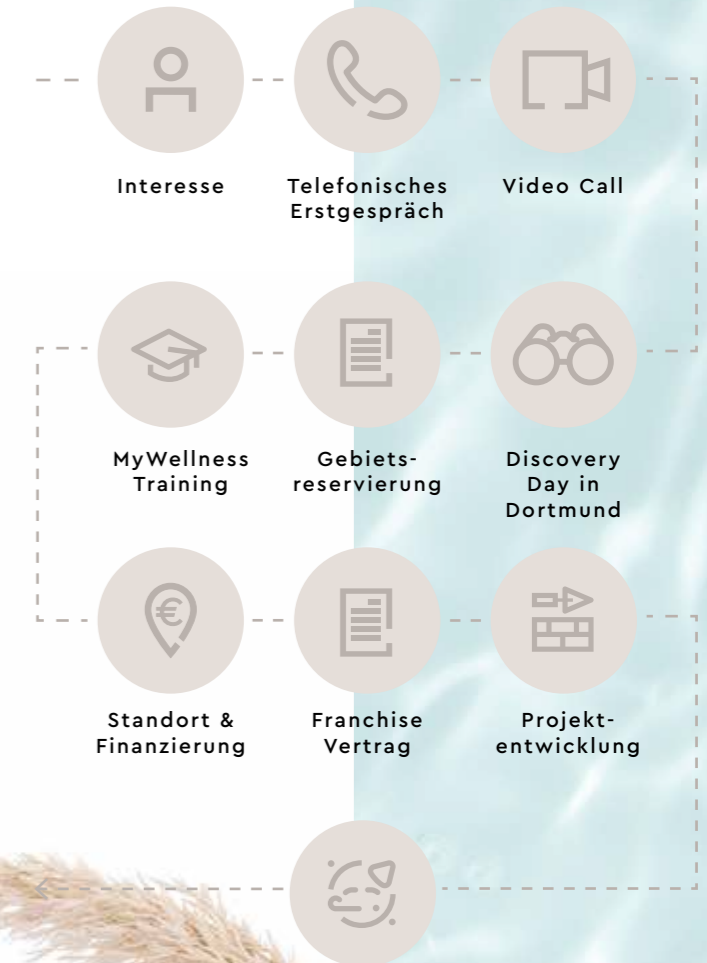 Interesse
Telefonisches
Erstgespräch
Video Call
MyWellness
Training
Gebiets-
reservierung
Discovery
Day in
Dortmund
€
Standort &
Finanzierung
Franchise
Vertrag
Projekt-
entwicklung